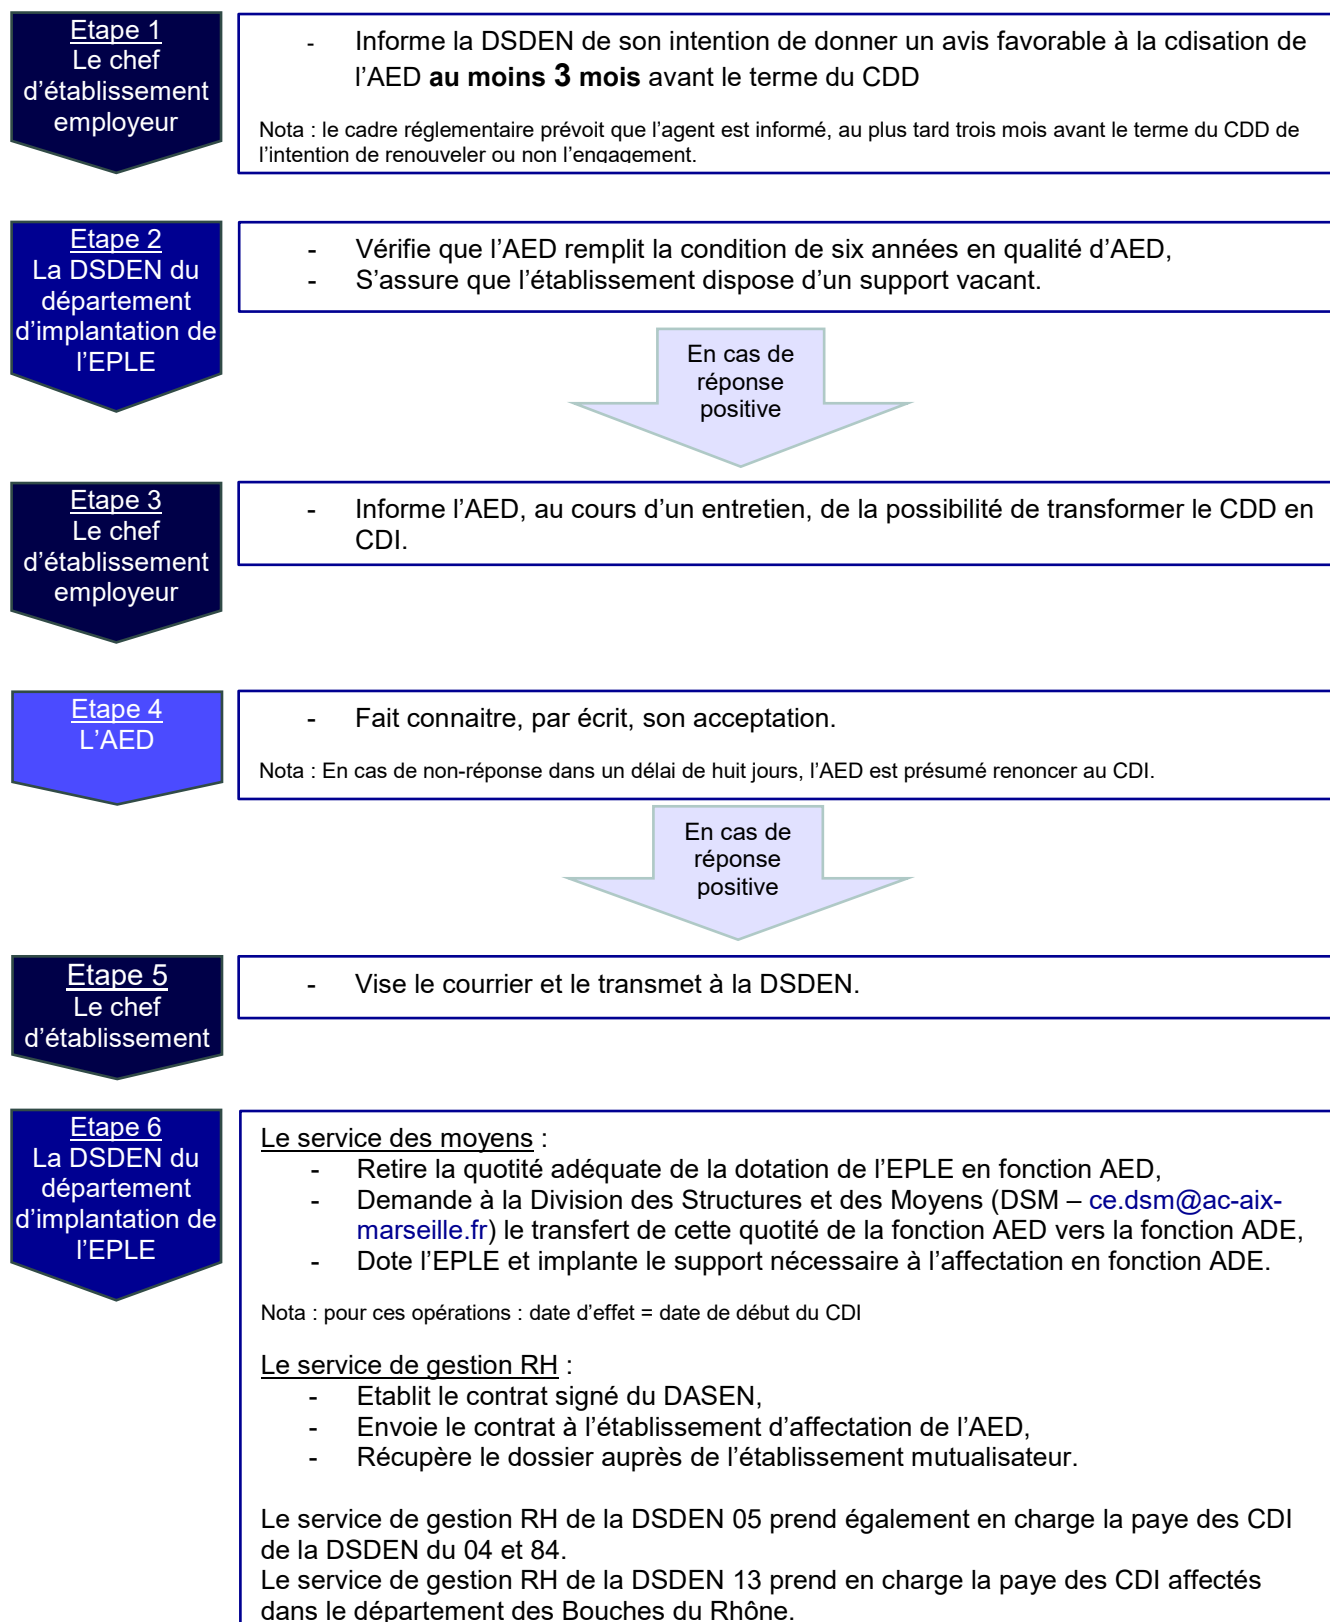 Etape 1
Le chef
d’établissement
employeur
- Informe la DSDEN de son intention de donner un avis favorable à la cdisation de
l’AED au moins 3 mois avant le terme du CDD
Nota : le cadre réglementaire prévoit que l’agent est informé, au plus tard trois mois avant le terme du CDD de
l’intention de renouveler ou non l’engagement.
Etape 2
La DSDEN du
département
d’implantation de
l’EPLE
- Vérifie que l’AED remplit la condition de six années en qualité d’AED,
- S’assure que l’établissement dispose d’un support vacant.
En cas de
réponse
positive
Etape 3
Le chef
d’établissement
employeur
- Informe l’AED, au cours d’un entretien, de la possibilité de transformer le CDD en
CDI.
Etape 4
L’AED
- Fait connaitre, par écrit, son acceptation.
Nota : En cas de non-réponse dans un délai de huit jours, l’AED est présumé renoncer au CDI.
En cas de
réponse
positive
Etape 5
Le chef
d’établissement
- Vise le courrier et le transmet à la DSDEN.
Etape 6
La DSDEN du
département
d’implantation de
l’EPLE
Le service des moyens :
- Retire la quotité adéquate de la dotation de l’EPLE en fonction AED,
- Demande à la Division des Structures et des Moyens (DSM – ce.dsm@ac-aix-
marseille.fr) le transfert de cette quotité de la fonction AED vers la fonction ADE,
- Dote l’EPLE et implante le support nécessaire à l’affectation en fonction ADE.
Nota : pour ces opérations : date d’effet = date de début du CDI
Le service de gestion RH :
- Etablit le contrat signé du DASEN,
- Envoie le contrat à l’établissement d’affectation de l’AED,
- Récupère le dossier auprès de l’établissement mutualisateur.
Le service de gestion RH de la DSDEN 05 prend également en charge la paye des CDI
de la DSDEN du 04 et 84.
Le service de gestion RH de la DSDEN 13 prend en charge la paye des CDI affectés
dans le département des Bouches du Rhône.